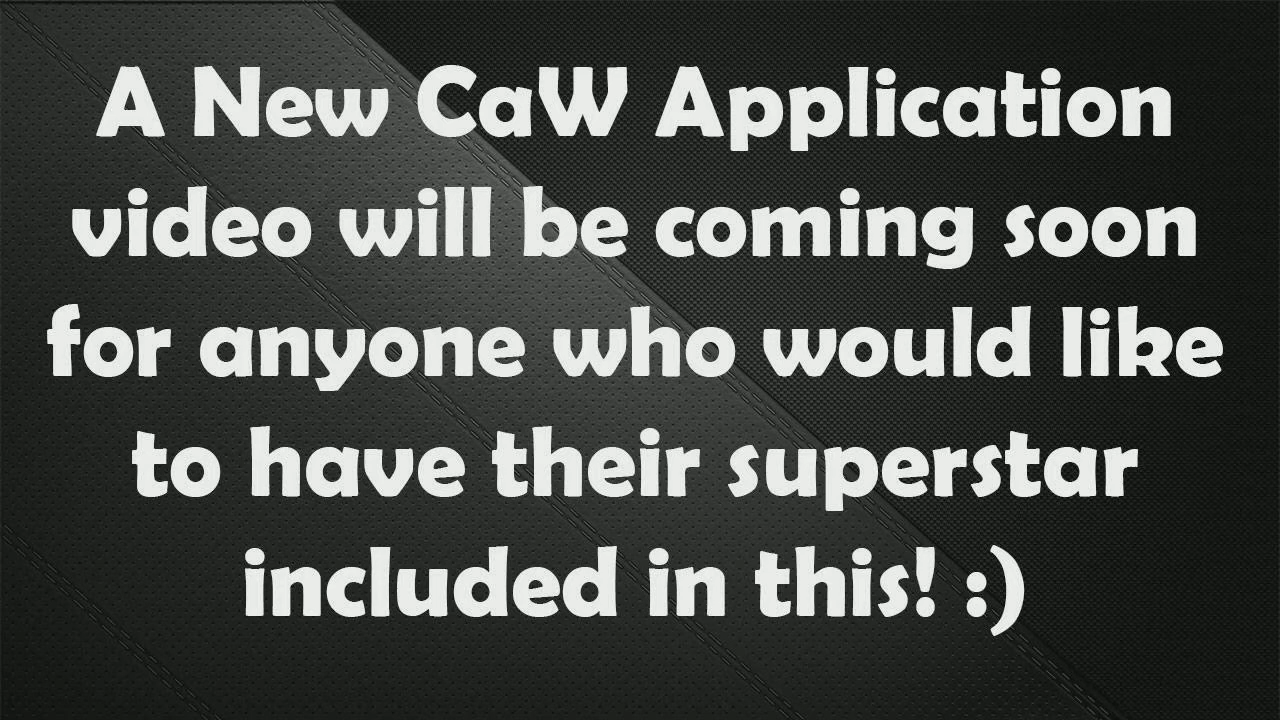 A New CaW Application
video will be coming soon
for anyone who would like
to have their superstar
included in this! :)